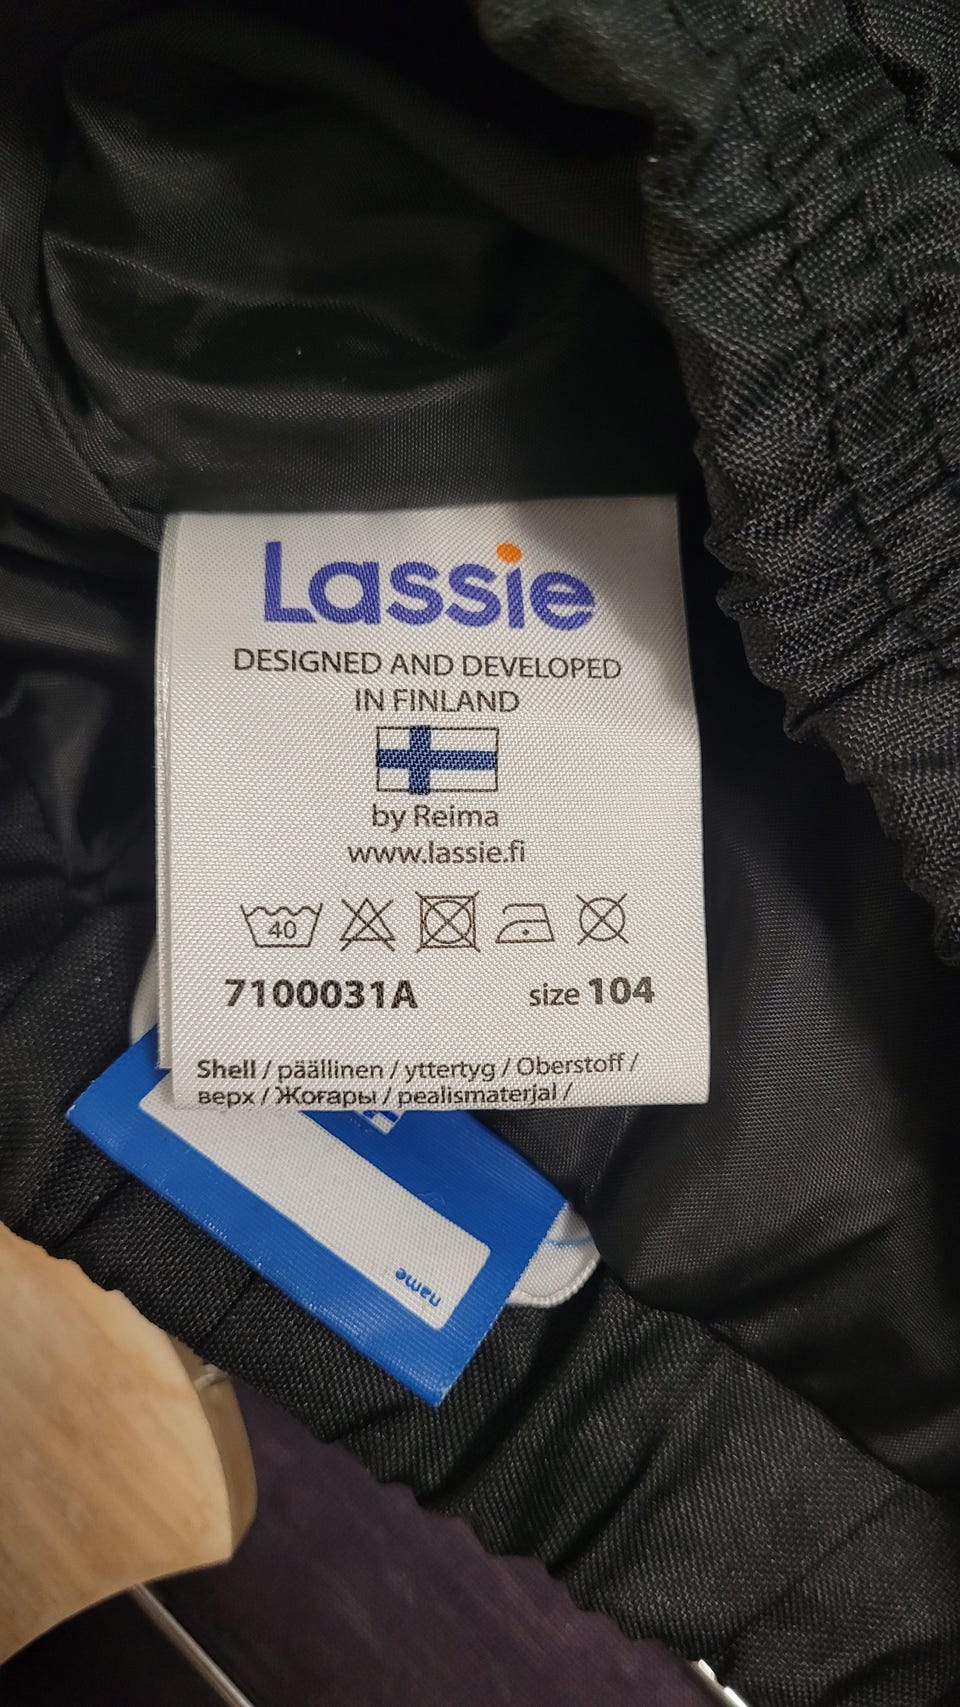 Lassie
DESIGNED AND DEVELOPED
IN FINLAND
by Reima
www.lassie.fi
40
7100031A size 104
Shell / päällinen / yttertyg / Oberstoff /
верх / Жоғары / pealismaterjal /
name